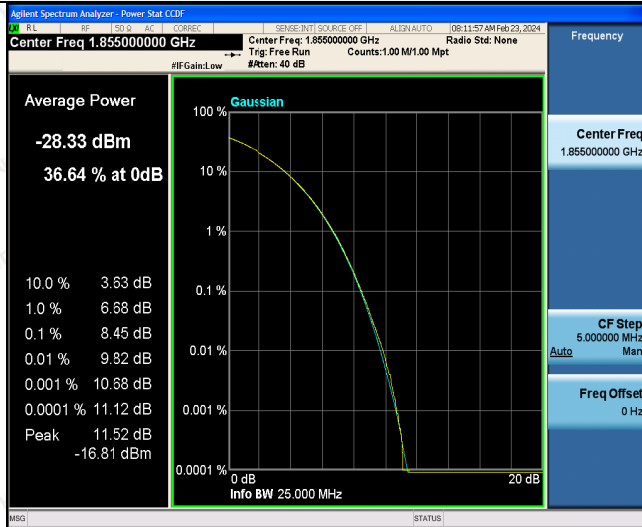 Agilent Spectrum Analyzer - Power Stat CCDF
RL RF 50 Ω AC CORREC SENSE:INT SOURCE OFF ALIGN AUTO 08:11:57 AM Feb 23, 2024
Center Freq 1.855000000 GHz
Center Freq: 1.855000000 GHz Radio Std: None
Trig: Free Run Counts:1.00 M/1.00 Mpt
#IFGain:Low #Atten: 40 dB
Frequency
Average Power
-28.33 dBm
36.64 % at 0dB
10.0 % 3.83 dB
1.0 % 6.68 dB
0.1 % 8.45 dB
0.01 % 9.82 dB
0.001 % 10.68 dB
0.0001 % 11.12 dB
Peak 11.52 dB
-16.81 dBm
Gaussian
100 %
10 %
1 %
0.1 %
0.01 %
0.001 %
0.0001 %
0 dB 20 dB
Info BW 25.000 MHz
Center Freq
1.855000000 GHz
CF Step
5.000000 MHz
Auto Man
Freq Offset
0 Hz
MSG STATUS